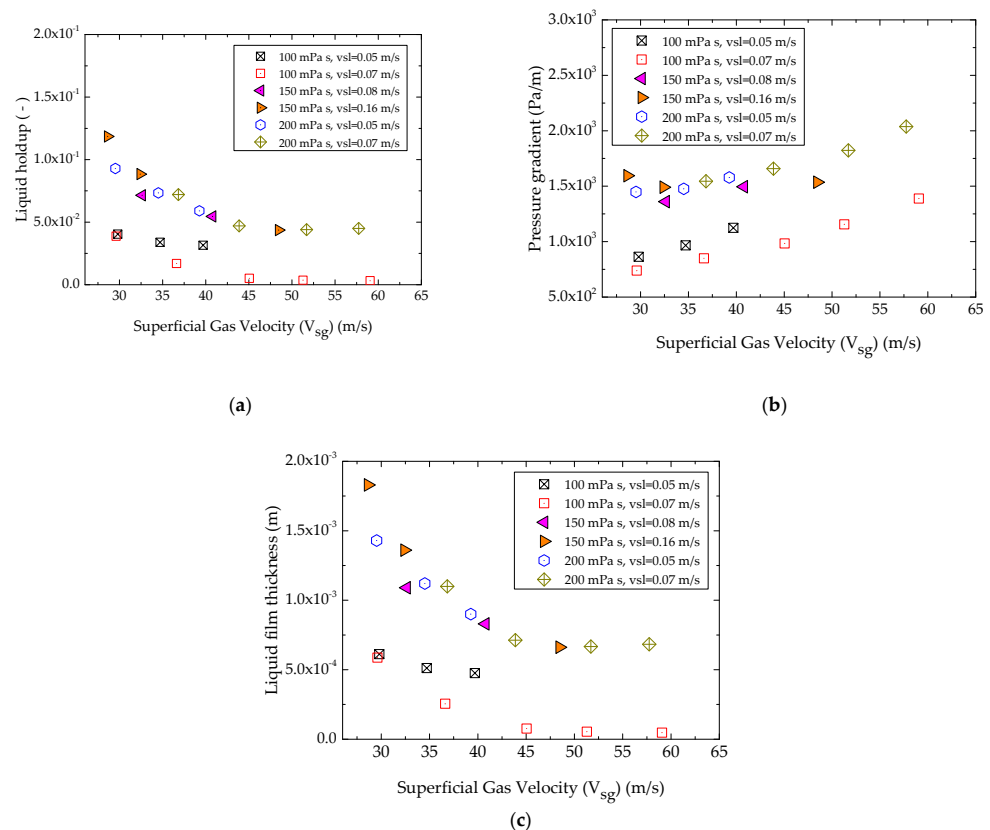 (a)
2.0x10⁻¹
1.5x10⁻¹
1.0x10⁻¹
5.0x10⁻²
0.0
Liquid holdup ( - )
100 mPa s, vsl=0.05 m/s
100 mPa s, vsl=0.07 m/s
150 mPa s, vsl=0.08 m/s
150 mPa s, vsl=0.16 m/s
200 mPa s, vsl=0.05 m/s
200 mPa s, vsl=0.07 m/s
30 35 40 45 50 55 60 65
Superficial Gas Velocity (V_sg) (m/s)
(a)
3.0x10³
2.5x10³
2.0x10³
1.5x10³
1.0x10³
5.0x10²
Pressure gradient (Pa/m)
100 mPa s, vsl=0.05 m/s
100 mPa s, vsl=0.07 m/s
150 mPa s, vsl=0.08 m/s
150 mPa s, vsl=0.16 m/s
200 mPa s, vsl=0.05 m/s
200 mPa s, vsl=0.07 m/s
30 35 40 45 50 55 60 65
Superficial Gas Velocity (V_sg) (m/s)
(b)
2.0x10⁻³
1.5x10⁻³
1.0x10⁻³
5.0x10⁻⁴
0.0
Liquid film thickness (m)
100 mPa s, vsl=0.05 m/s
100 mPa s, vsl=0.07 m/s
150 mPa s, vsl=0.08 m/s
150 mPa s, vsl=0.16 m/s
200 mPa s, vsl=0.05 m/s
200 mPa s, vsl=0.07 m/s
30 35 40 45 50 55 60 65
Superficial Gas Velocity (V_sg) (m/s)
(c)